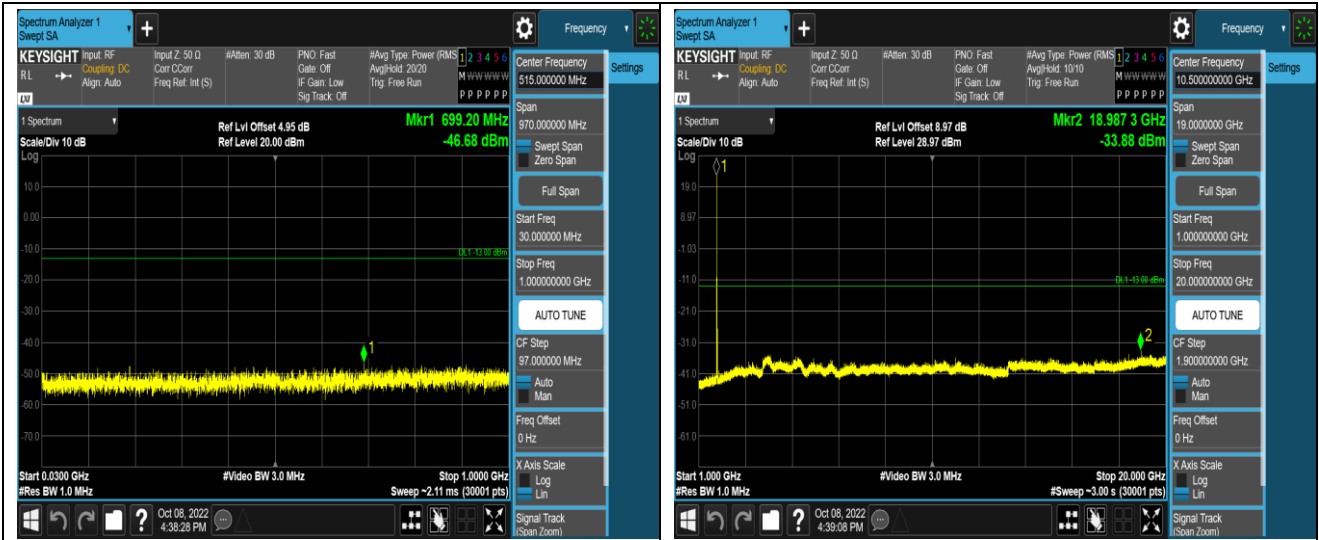 Spectrum Analyzer 1
Swept SA
+
Frequency
KEYSIGHT
Input: RF
Coupling: DC
Align: Auto
Input Z: 50 Ω
Corr CCorr
Freq Ref: Int (S)
#Atten: 30 dB
PNO: Fast
Gate: Off
IF Gain: Low
Sig Track: Off
#Avg Type: Power (RMS
Avg|Hold: 20/20
Trig: Free Run
1 2 3 4 5 6
M W W W W W
P P P P P P
RL
LXI
Center Frequency
515.000000 MHz
Settings
Span
970.000000 MHz
Swept Span
Zero Span
Full Span
Start Freq
30.000000 MHz
Stop Freq
1.000000000 GHz
AUTO TUNE
CF Step
97.000000 MHz
Auto
Man
Freq Offset
0 Hz
X Axis Scale
Log
Lin
Signal Track
(Span Zoom)
1 Spectrum
Scale/Div 10 dB
Log
Ref Lvl Offset 4.95 dB
Ref Level 20.00 dBm
Mkr1 699.20 MHz
-46.68 dBm
10.0
0.00
-10.0
DL1 -13.00 dBm
-20.0
-30.0
-40.0
1
-50.0
-60.0
-70.0
Start 0.0300 GHz
#Res BW 1.0 MHz
#Video BW 3.0 MHz
Stop 1.0000 GHz
Sweep ~2.11 ms (30001 pts)
?
Oct 08, 2022
4:38:28 PM
Spectrum Analyzer 1
Swept SA
+
Frequency
KEYSIGHT
Input: RF
Coupling: DC
Align: Auto
Input Z: 50 Ω
Corr CCorr
Freq Ref: Int (S)
#Atten: 30 dB
PNO: Fast
Gate: Off
IF Gain: Low
Sig Track: Off
#Avg Type: Power (RMS
Avg|Hold: 10/10
Trig: Free Run
1 2 3 4 5 6
M W W W W W
P P P P P P
RL
LXI
Center Frequency
10.500000000 GHz
Settings
Span
19.0000000 GHz
Swept Span
Zero Span
Full Span
Start Freq
1.000000000 GHz
Stop Freq
20.000000000 GHz
AUTO TUNE
CF Step
1.900000000 GHz
Auto
Man
Freq Offset
0 Hz
X Axis Scale
Log
Lin
Signal Track
(Span Zoom)
1 Spectrum
Scale/Div 10 dB
Log
Ref Lvl Offset 8.97 dB
Ref Level 28.97 dBm
Mkr2 18.987 3 GHz
-33.88 dBm
1
19.0
8.97
-1.03
-11.0
DL1 -13.00 dBm
-21.0
-31.0
2
-41.0
-51.0
-61.0
Start 1.000 GHz
#Res BW 1.0 MHz
#Video BW 3.0 MHz
Stop 20.000 GHz
#Sweep ~3.00 s (30001 pts)
?
Oct 08, 2022
4:39:08 PM